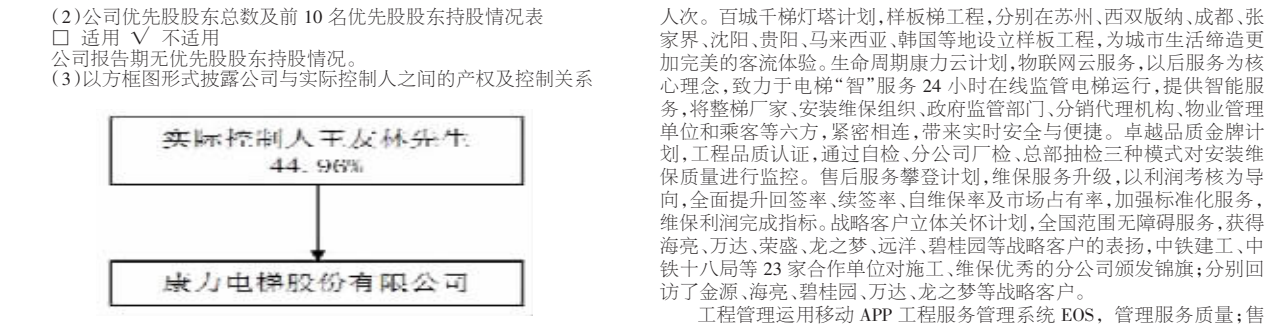 (2)公司优先股股东总数及前 10 名优先股股东持股情况表
□ 适用 √ 不适用
公司报告期无优先股股东持股情况。
(3)以方框图形式披露公司与实际控制人之间的产权及控制关系
实际控制人王友林先生
44.96%
康力电梯股份有限公司
人次。百城千梯灯塔计划,样板梯工程,分别在苏州、西双版纳、成都、张
家界、沈阳、贵阳、马来西亚、韩国等地设立样板工程,为城市生活缔造更
加完美的客流体验。生命周期康力云计划,物联网云服务,以后服务为核
心理念,致力于电梯“智”服务 24 小时在线监管电梯运行,提供智能服
务,将整梯厂家、安装维保组织、政府监管部门、分销代理机构、物业管理
单位和乘客等六方,紧密相连,带来实时安全与便捷。卓越品质金牌计
划,工程品质认证,通过自检、分公司厂检、总部抽检三种模式对安装维
保质量进行监控。售后服务攀登计划,维保服务升级,以利润考核为导
向,全面提升回签率、续签率、自维保率及市场占有率,加强标准化服务,
维保利润完成指标。战略客户立体关怀计划,全国范围无障碍服务,获得
海亮、万达、荣盛、龙之梦、远洋、碧桂园等战略客户的表扬,中铁建工、中
铁十八局等 23 家合作单位对施工、维保优秀的分公司颁发锦旗;分别回
访了金源、海亮、碧桂园、万达、龙之梦等战略客户。
工程管理运用移动 APP 工程服务管理系统 EOS，管理服务质量;售